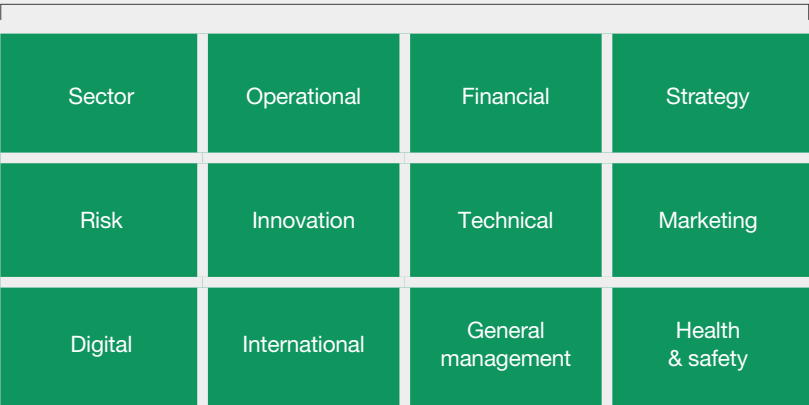 Sector
Operational
Financial
Strategy
Risk
Innovation
Technical
Marketing
Digital
International
General
management
Health
& safety